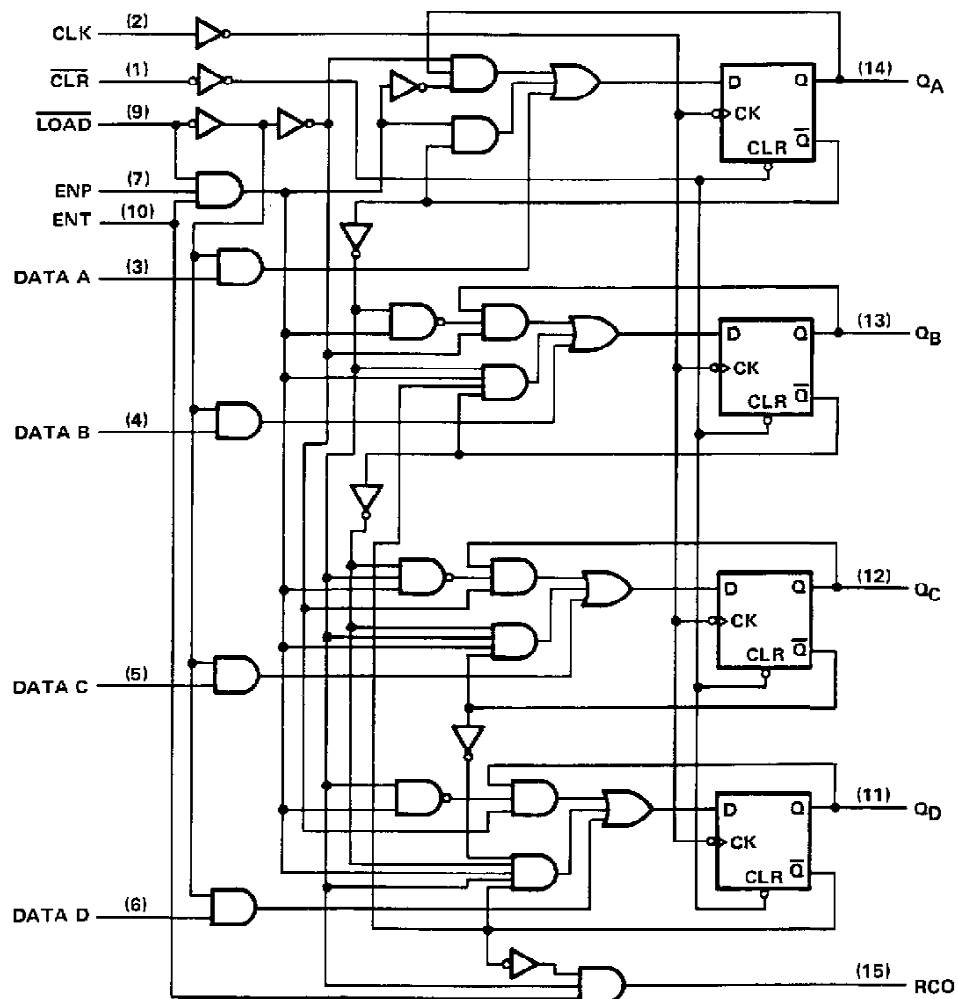 CLK (2)
CLR (1)
LOAD (9)
ENP (7)
ENT (10)
DATA A (3)
D Q (14) QA
CK
CLR Q
DATA B (4)
D Q (13) QB
CK
CLR Q
DATA C (5)
D Q (12) QC
CK
CLR Q
DATA D (6)
D Q (11) QD
CK
CLR Q
(15) RCO